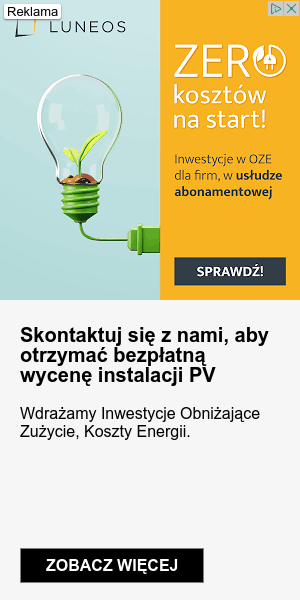 Reklama
LUNEOS
ZERO
kosztów
na start!
Inwestycje w OZE
dla firm, w usłudze
abonamentowej
SPRAWDŹ!
Skontaktuj się z nami, aby
otrzymać bezpłatną
wycenę instalacji PV
Wdrażamy Inwestycje Obniżające
Zużycie, Koszty Energii.
ZOBACZ WIĘCEJ